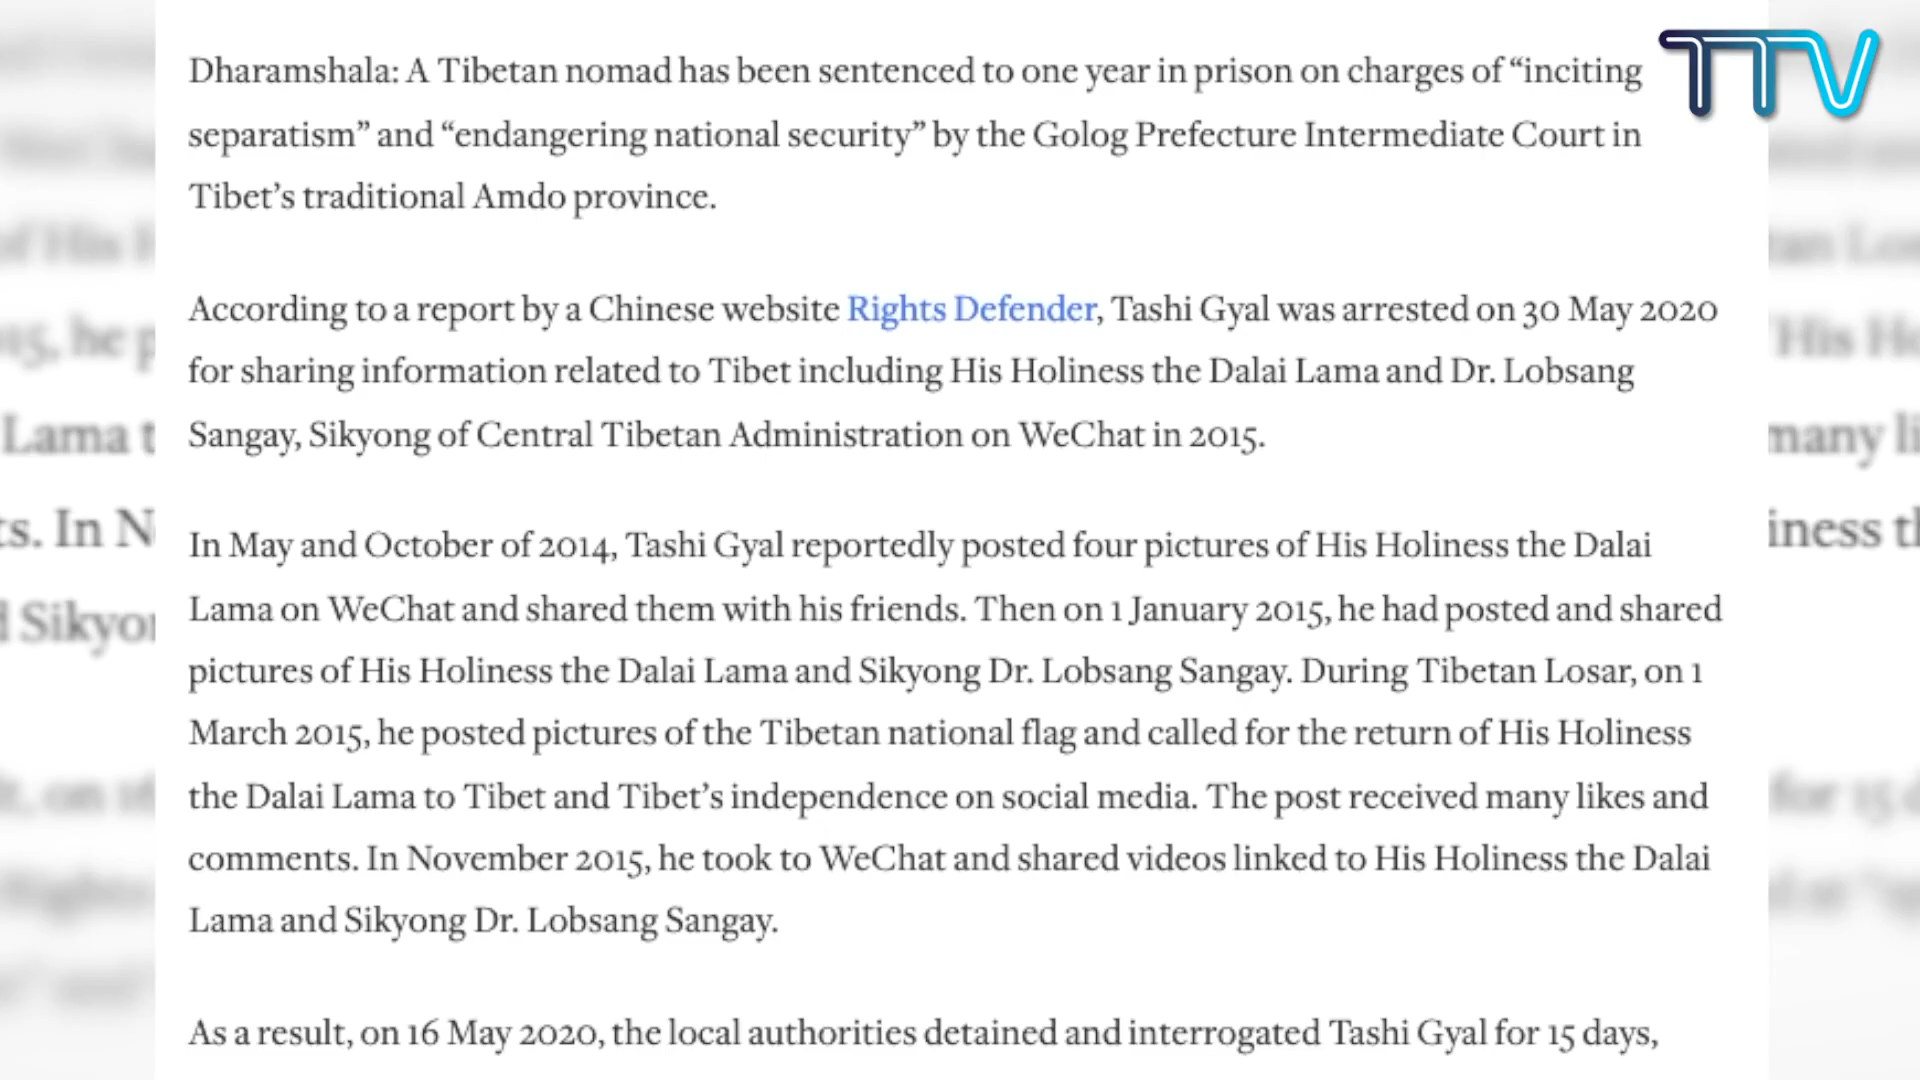 TTV
Dharamshala: A Tibetan nomad has been sentenced to one year in prison on charges of “inciting
separatism” and “endangering national security” by the Golog Prefecture Intermediate Court in
Tibet’s traditional Amdo province.
According to a report by a Chinese website Rights Defender, Tashi Gyal was arrested on 30 May 2020
for sharing information related to Tibet including His Holiness the Dalai Lama and Dr. Lobsang
Sangay, Sikyong of Central Tibetan Administration on WeChat in 2015.
In May and October of 2014, Tashi Gyal reportedly posted four pictures of His Holiness the Dalai
Lama on WeChat and shared them with his friends. Then on 1 January 2015, he had posted and shared
pictures of His Holiness the Dalai Lama and Sikyong Dr. Lobsang Sangay. During Tibetan Losar, on 1
March 2015, he posted pictures of the Tibetan national flag and called for the return of His Holiness
the Dalai Lama to Tibet and Tibet’s independence on social media. The post received many likes and
comments. In November 2015, he took to WeChat and shared videos linked to His Holiness the Dalai
Lama and Sikyong Dr. Lobsang Sangay.
As a result, on 16 May 2020, the local authorities detained and interrogated Tashi Gyal for 15 days,